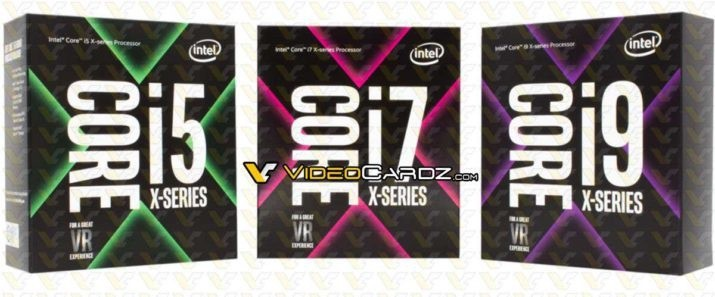 Intel® Core™ i5 X-series Processor
intel
CORE
i5
X-SERIES
FOR A GREAT
VR
EXPERIENCE
Intel® Core™ i7 X-series Processor
intel
CORE
i7
X-SERIES
FOR A GREAT
VR
EXPERIENCE
VIDEOCARDZ.COM
Intel® Core™ i9 X-series Processor
intel
CORE
i9
X-SERIES
FOR A GREAT
VR
EXPERIENCE